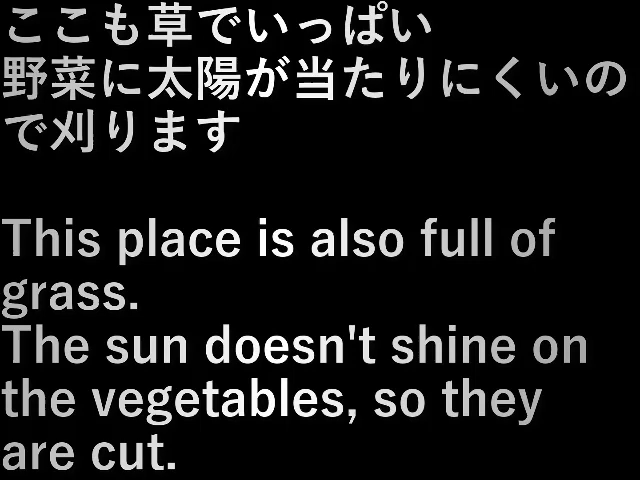 ここも草でいっぱい
野菜に太陽が当たりにくいの
で刈ります
This place is also full of
grass.
The sun doesn't shine on
the vegetables, so they
are cut.